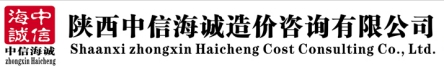 海中
誠信
中信海诚
zhongxin Haicheng
陕西中信海诚造价咨询有限公司
Shaanxi zhongxin Haicheng Cost Consulting Co., Ltd.